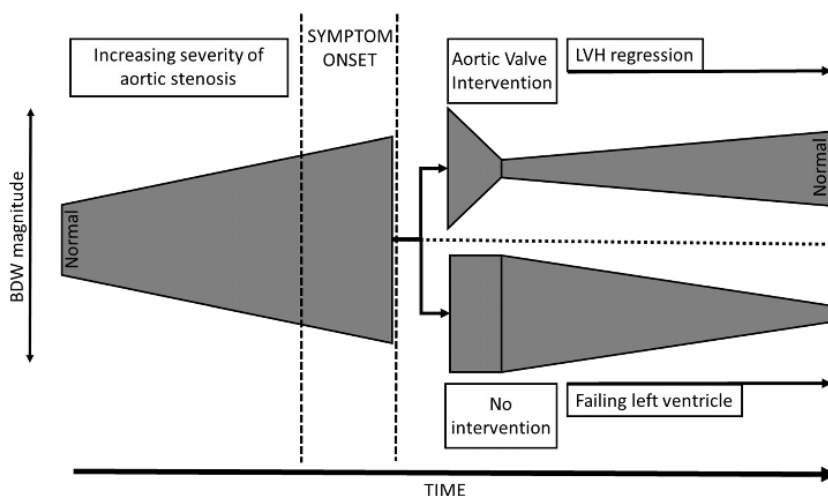 Increasing severity of
aortic stenosis
SYMPTOM
ONSET
Aortic Valve
Intervention
LVH regression
BDW magnitude
Normal
Normal
No
intervention
Failing left ventricle
TIME